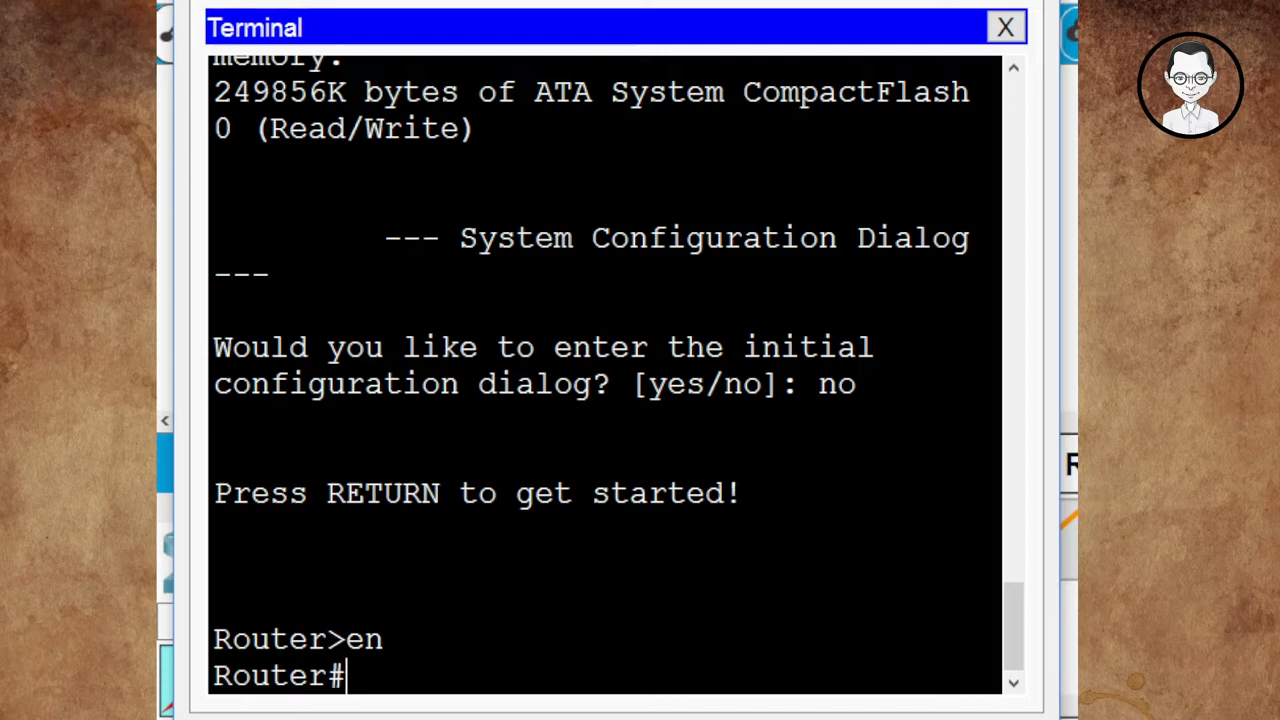 Terminal
X
memory.
249856K bytes of ATA System CompactFlash
0 (Read/Write)
--- System Configuration Dialog
---
Would you like to enter the initial
configuration dialog? [yes/no]: no
Press RETURN to get started!
Router>en
Router#
R